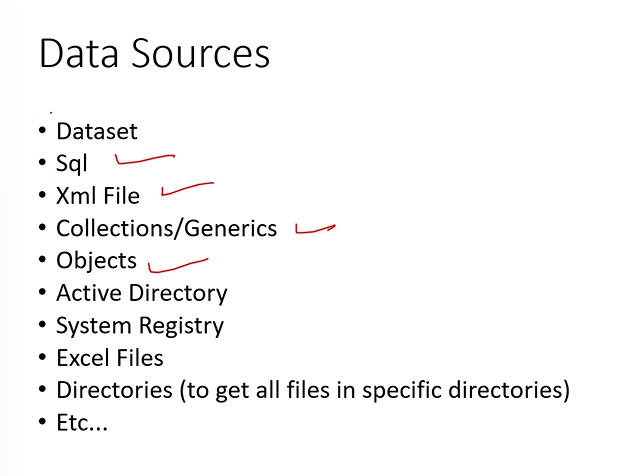 Data Sources
• Dataset
• Sql
• Xml File
• Collections/Generics
• Objects
• Active Directory
• System Registry
• Excel Files
• Directories (to get all files in specific directories)
• Etc...